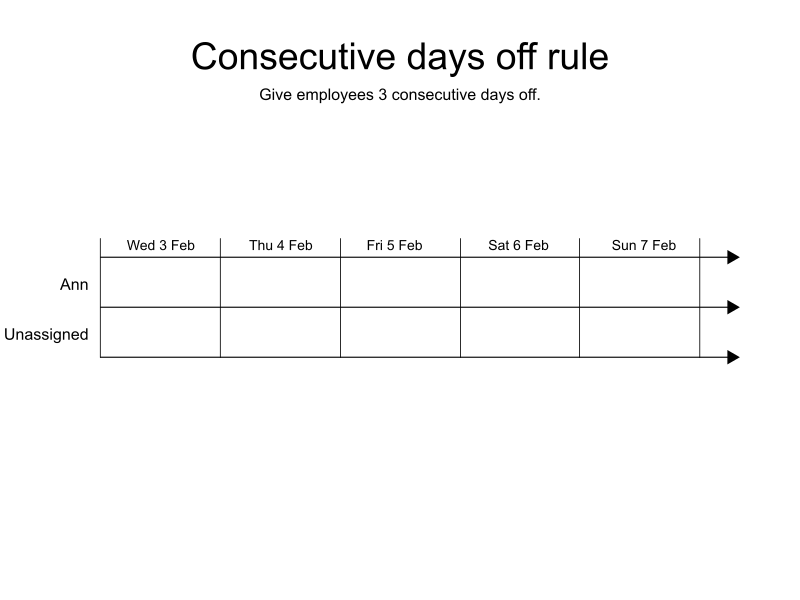 Consecutive days off rule
Give employees 3 consecutive days off.
Wed 3 Feb
Thu 4 Feb
Fri 5 Feb
Sat 6 Feb
Sun 7 Feb
Ann
Unassigned